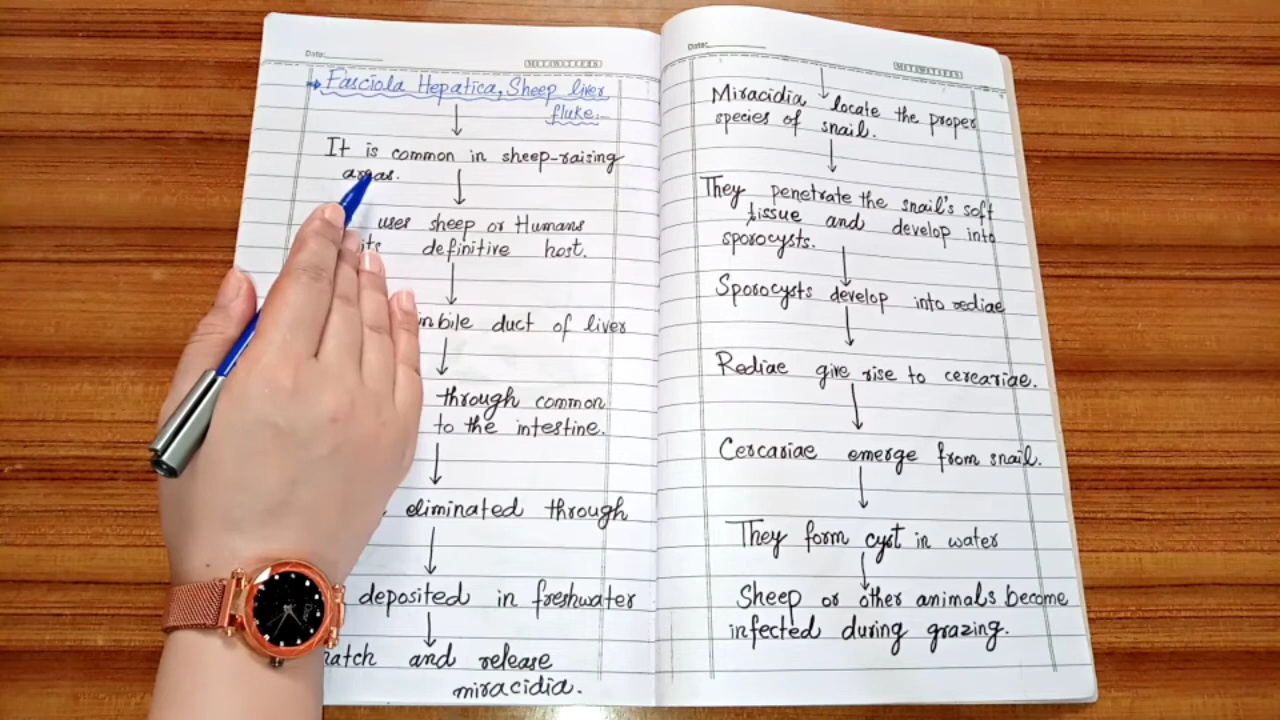 Date:
MITWATIFS
→ Fasciola Hepatica, Sheep liver
fluke.
It is common in sheep-raising
areas.
uses sheep or Humans
its definitive host.
in bile duct of liver
through common
to the intestine.
eliminated through
deposited in freshwater
hatch and release
miracidia.
Date:
MITWATIFS
Miracidia locate the proper
species of snail.
They penetrate the snail's soft
tissue and develop into
sporocysts.
Sporocysts develop into rediae
Rediae give rise to cercariae.
Cercariae emerge from snail.
They form cyst in water
Sheep or other animals become
infected during grazing.